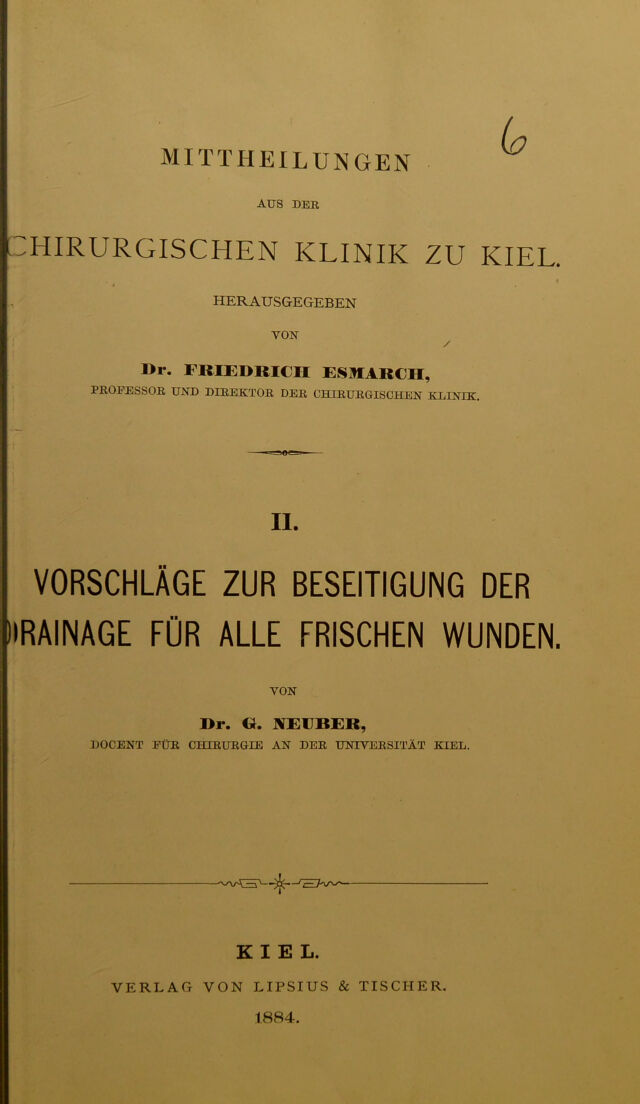 6
MITTHEILUNGEN
AUS DER
CHIRURGISCHEN KLINIK ZU KIEL.
HERAUSGEGEBEN
VON
Dr. FRIEDRICH ESMARCH,
PROFESSOR UND DIREKTOR DER CHIRURGISCHEN KLINIK.
II.
VORSCHLÄGE ZUR BESEITIGUNG DER
DRAINAGE FÜR ALLE FRISCHEN WUNDEN.
VON
Dr. G. NEUBER,
DOCENT FÜR CHIRURGIE AN DER UNIVERSITÄT KIEL.
KIEL.
VERLAG VON LIPSIUS & TISCHER.
1884.